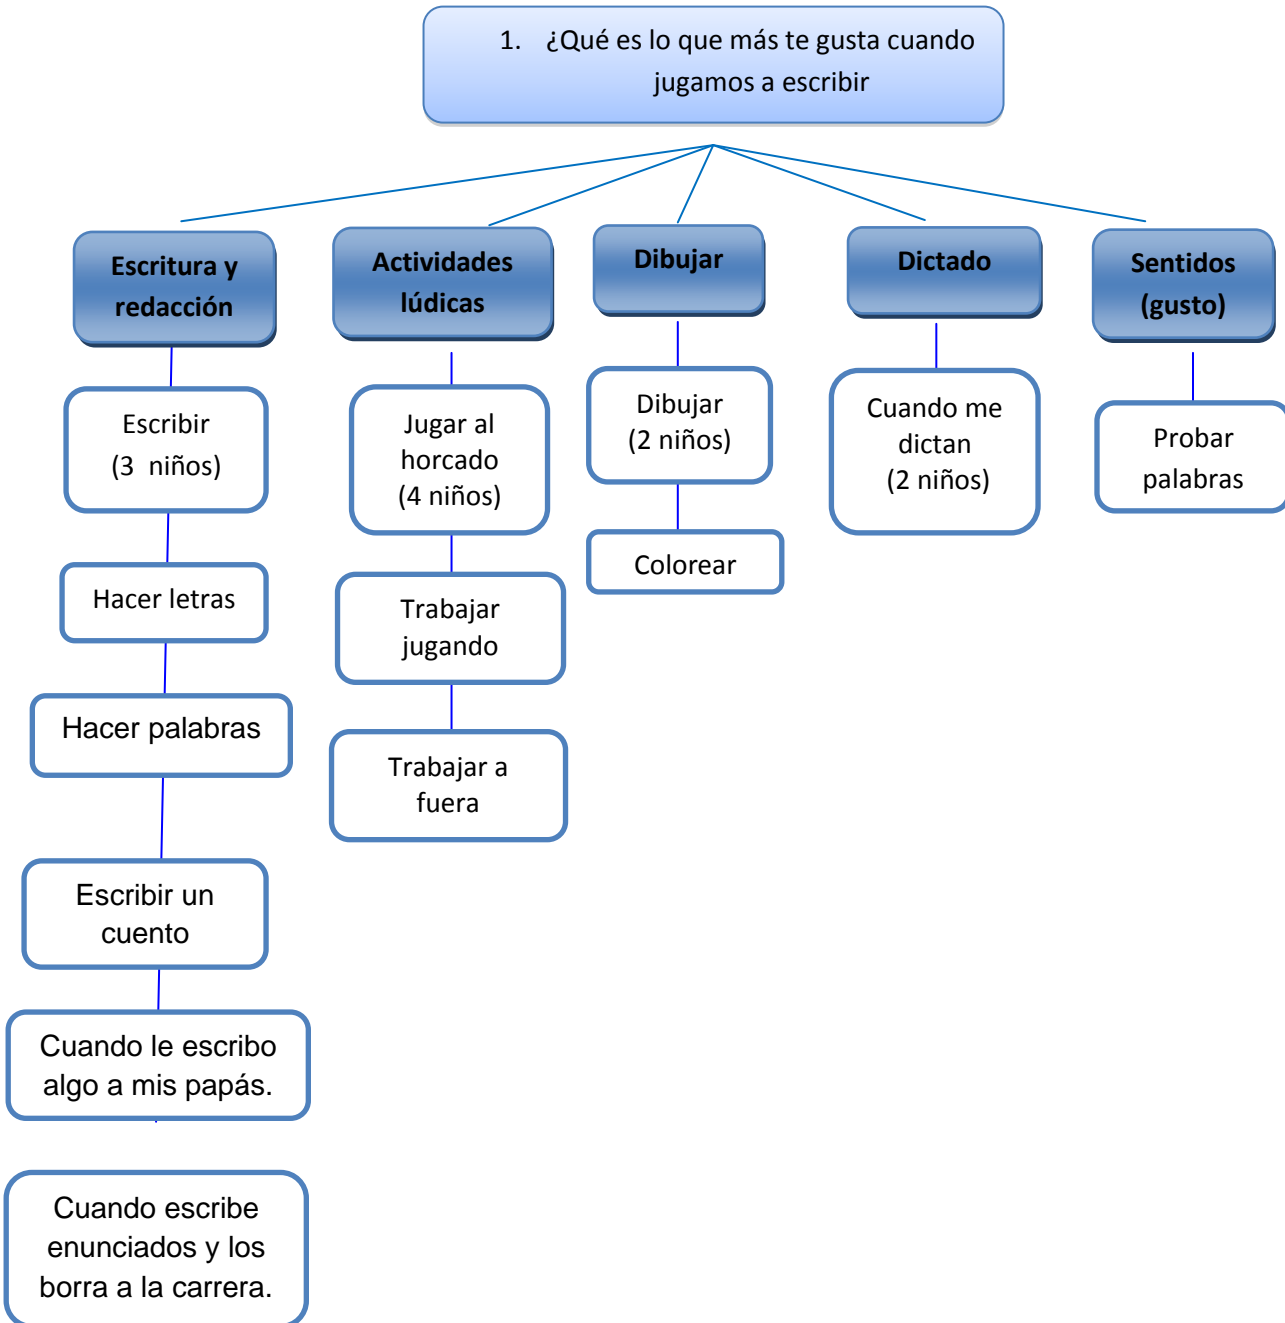 1. ¿Qué es lo que más te gusta cuando
jugamos a escribir
Escritura y
redacción
Escribir
(3 niños)
Hacer letras
Hacer palabras
Escribir un
cuento
Cuando le escribo
algo a mis papás.
Cuando escribe
enunciados y los
borra a la carrera.
Actividades
lúdicas
Jugar al
horcado
(4 niños)
Trabajar
jugando
Trabajar a
fuera
Dibujar
Dibujar
(2 niños)
Colorear
Dictado
Cuando me
dictan
(2 niños)
Sentidos
(gusto)
Probar
palabras